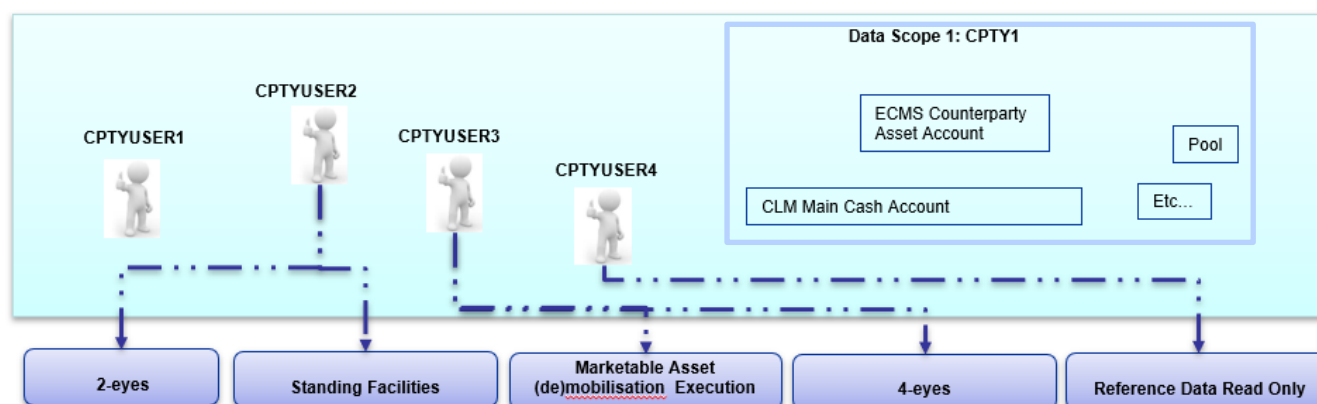 Data Scope 1: CPTY1
CPTYUSER2
CPTYUSER1
CPTYUSER3
CPTYUSER4
ECMS Counterparty
Asset Account
Pool
CLM Main Cash Account
Etc...
2-eyes
Standing Facilities
Marketable Asset
(de)mobilisation Execution
4-eyes
Reference Data Read Only